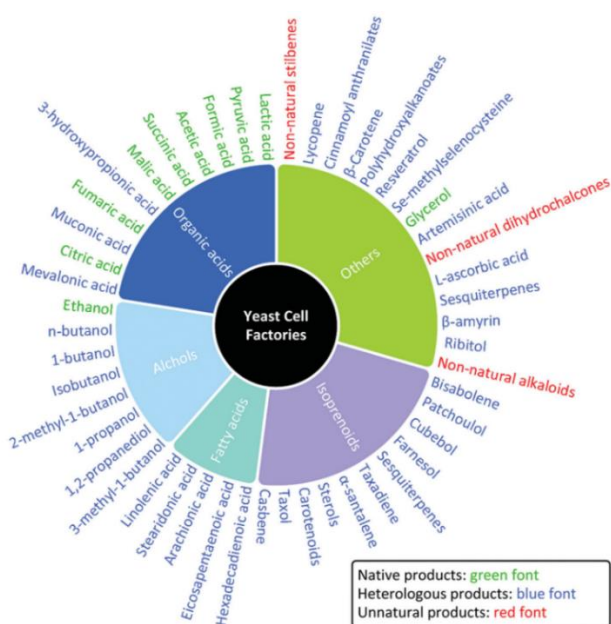 Non-natural stilbenes
Lycopene
Cinnamoyl anthranilates
β-Carotene
Polyhydroxyalkanoates
Resveratrol
Se-methylselenocysteine
Glycerol
Artemisinic acid
Non-natural dihydrochalcones
L-ascorbic acid
Sesquiterpenes
β-amyrin
Ribitol
Non-natural alkaloids
Bisabolene
Patchoulol
Cubebol
Farnesol
Sesquiterpenes
Taxadiene
α-santalene
Sterols
Carotenoids
Taxol
Casbene
Hexadecadienoic acid
Eicosapentaenoic acid
Arachionic acid
Stearidonic acid
Linolenic acid
3-methyl-1-butanol
1,2-propanediol
1-propanol
2-methyl-1-butanol
Isobutanol
1-butanol
n-butanol
Ethanol
Mevalonic acid
Citric acid
Muconic acid
Fumaric acid
3-hydroxypropionic acid
Malic acid
Succinic acid
Acetic acid
Formic acid
Pyruvic acid
Lactic acid
Organic acids
Others
Isoprenoids
Fatty acids
Alchols
Yeast Cell
Factories
Native products: green font
Heterologous products: blue font
Unnatural products: red font